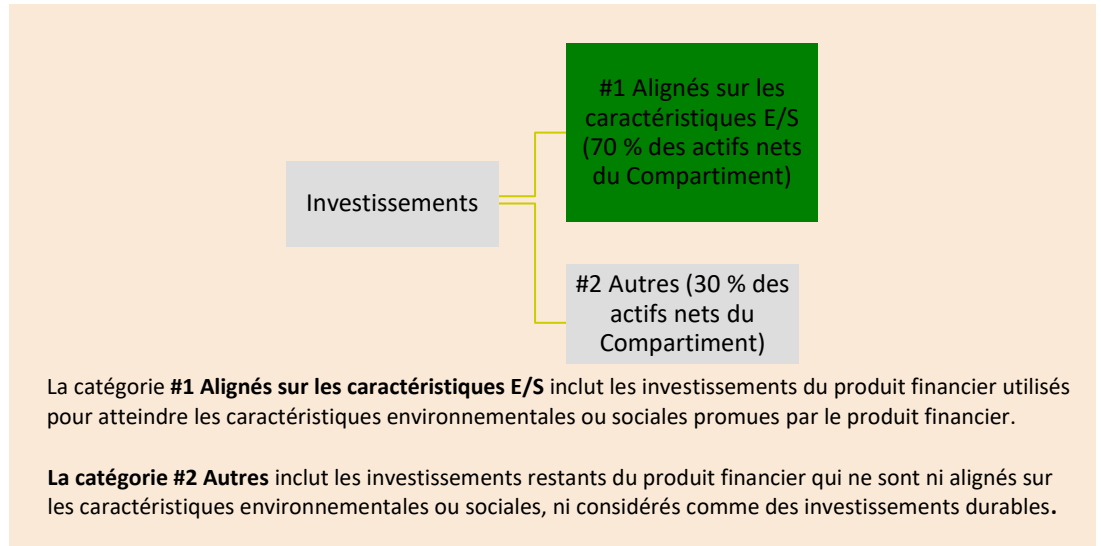 #1 Alignés sur les
caractéristiques E/S
(70 % des actifs nets
du Compartiment)
Investissements
#2 Autres (30 % des
actifs nets du
Compartiment)
La catégorie #1 Alignés sur les caractéristiques E/S inclut les investissements du produit financier utilisés
pour atteindre les caractéristiques environnementales ou sociales promues par le produit financier.
La catégorie #2 Autres inclut les investissements restants du produit financier qui ne sont ni alignés sur
les caractéristiques environnementales ou sociales, ni considérés comme des investissements durables.